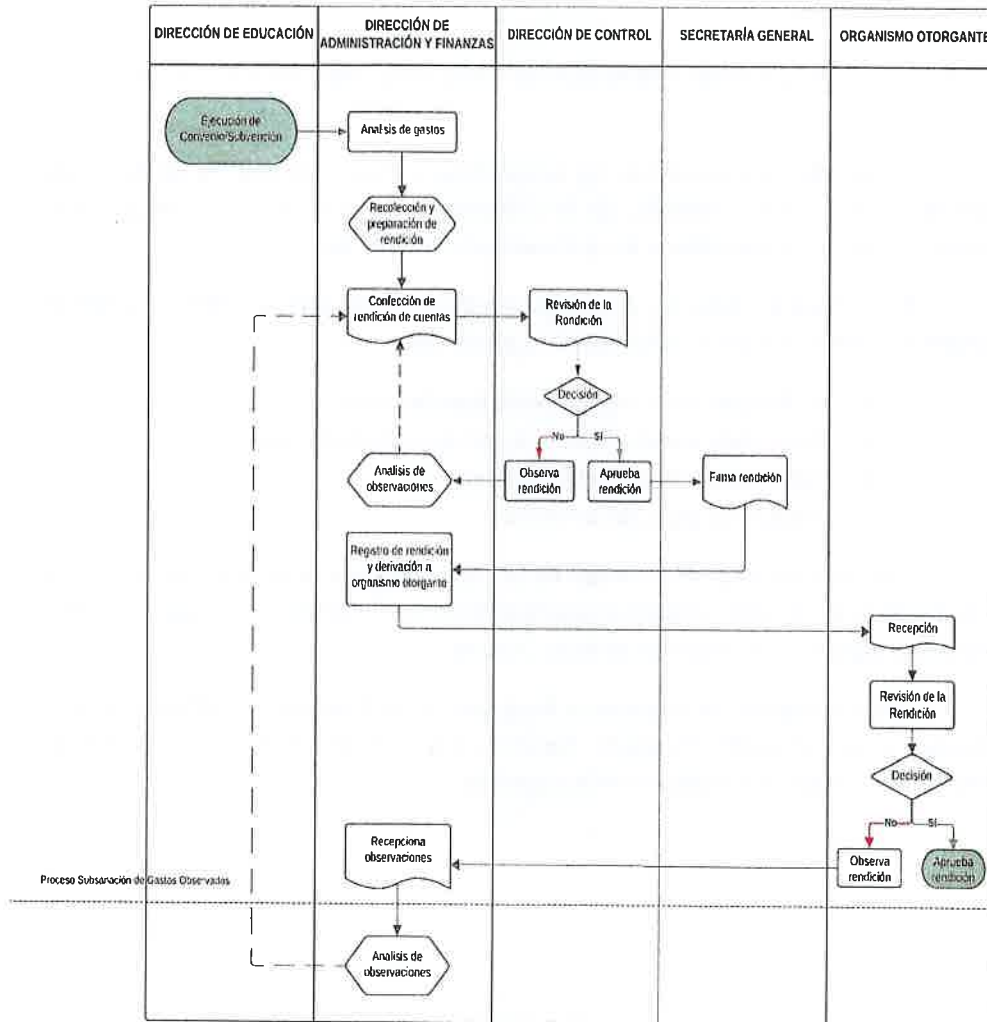 DIRECCIÓN DE EDUCACIÓN
DIRECCIÓN DE
ADMINISTRACIÓN Y FINANZAS
DIRECCIÓN DE CONTROL
SECRETARÍA GENERAL
ORGANISMO OTORGANTE
Ejecución de
Convenio/Subvención
Analisis de gastos
Recolección y
preparación de
rendición
Confección de
rendición de cuentas
Revisión de la
Rendición
Decisión
No
Sí
Analisis de
observaciones
Observa
rendición
Aprueba
rendición
Firma rendición
Registro de rendición
y derivación a
organismo otorgante
Recepción
Revisión de la
Rendición
Decisión
No
Sí
Recepciona
observaciones
Observa
rendición
Aprueba
rendición
Proceso Subsanación de Gastos Observados
Analisis de
observaciones